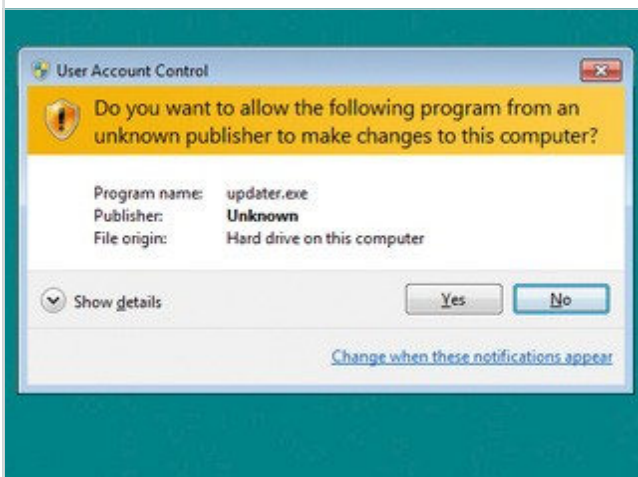 User Account Control
Do you want to allow the following program from an
unknown publisher to make changes to this computer?
Program name: updater.exe
Publisher: Unknown
File origin: Hard drive on this computer
Show details
Yes No
Change when these notifications appear